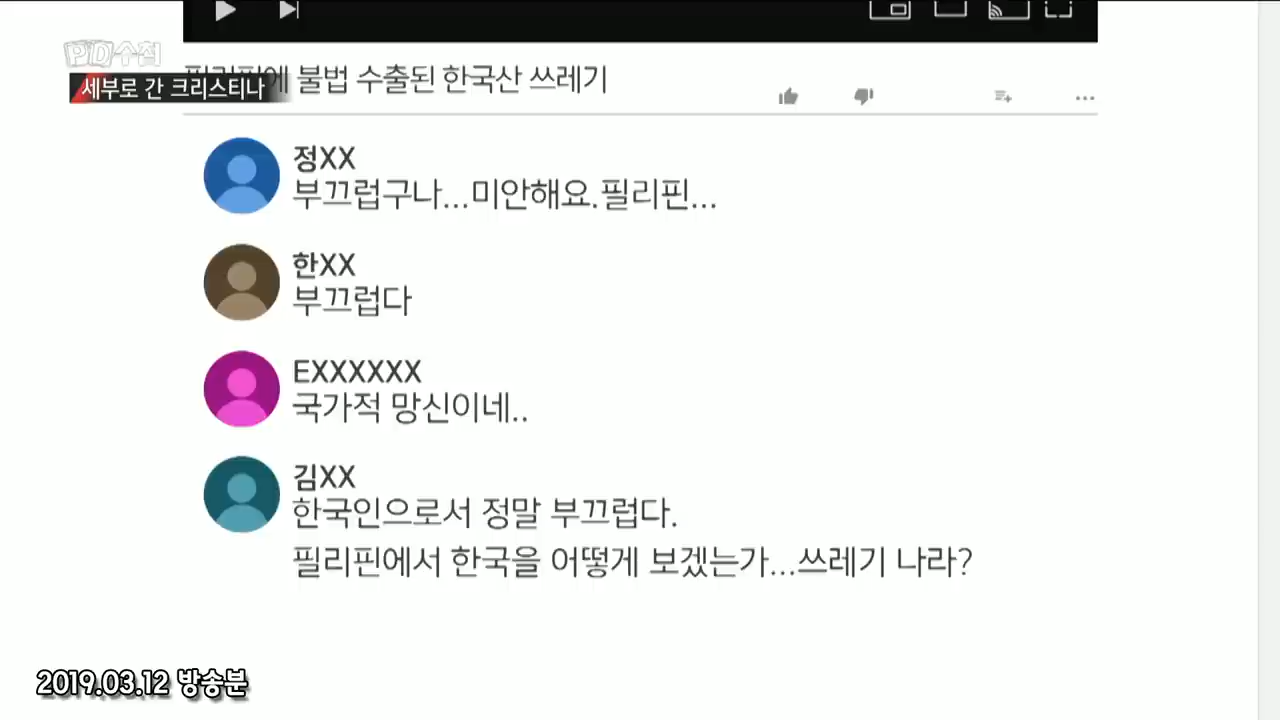 PD수첩
세부로 간 크리스티나
필리핀에 불법 수출된 한국산 쓰레기
정XX
부끄럽구나...미안해요.필리핀...
한XX
부끄럽다
EXXXXXX
국가적 망신이네..
김XX
한국인으로서 정말 부끄럽다.
필리핀에서 한국을 어떻게 보겠는가...쓰레기 나라?
2019.03.12 방송분